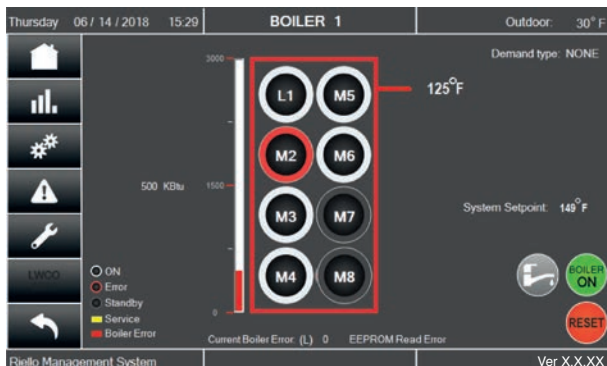 Thursday 06 / 14 / 2018 15:29 BOILER 1 Outdoor: 30° F
Demand type: NONE
3000
L1 M5 125°F
M2 M6
500 KBtu 1500
M3 M7 System Setpoint: 149° F
M4 M8
LWCO
ON
Error
Standby
Service
Boiler Error
0
BOILER ON
RESET
Current Boiler Error: (L) 0 EEPROM Read Error
Riello Management System Ver X.X.XX